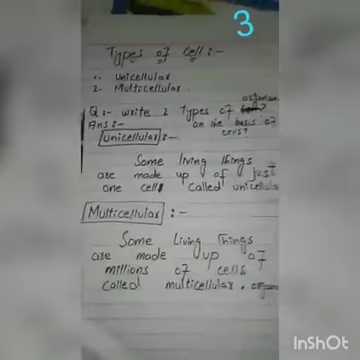 3
Types of Cell :-
1. Unicellular
2- Multicellular
Q:- write 2 Types of organism
Ans :- on the basis of cells?
Unicellular :-
Some living things
are made up of just
one cell called unicellula
Multicellular :-
Some Living Things
are made up of
millions of cells
called multicellular.
InShOt